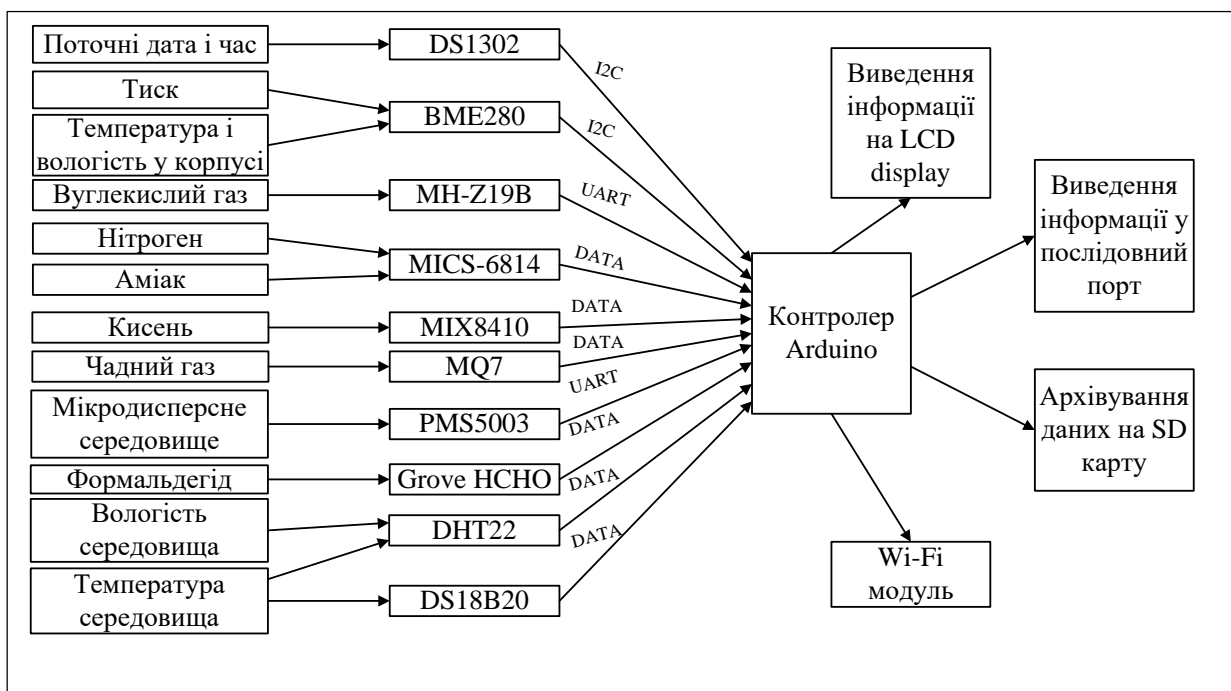 Поточні дата і час
Тиск
Температура і
вологість у корпусі
Вуглекислий газ
Нітроген
Аміак
Кисень
Чадний газ
Мікродисперсне
середовище
Формальдегід
Вологість
середовища
Температура
середовища
DS1302
BME280
MH-Z19B
MICS-6814
MIX8410
MQ7
PMS5003
Grove HCHO
DHT22
DS18B20
I2C
I2C
UART
DATA
DATA
DATA
UART
DATA
DATA
DATA
Контролер
Arduino
Виведення
інформації
на LCD
display
Виведення
інформації у
послідовний
порт
Архівування
даних на SD
карту
Wi-Fi
модуль